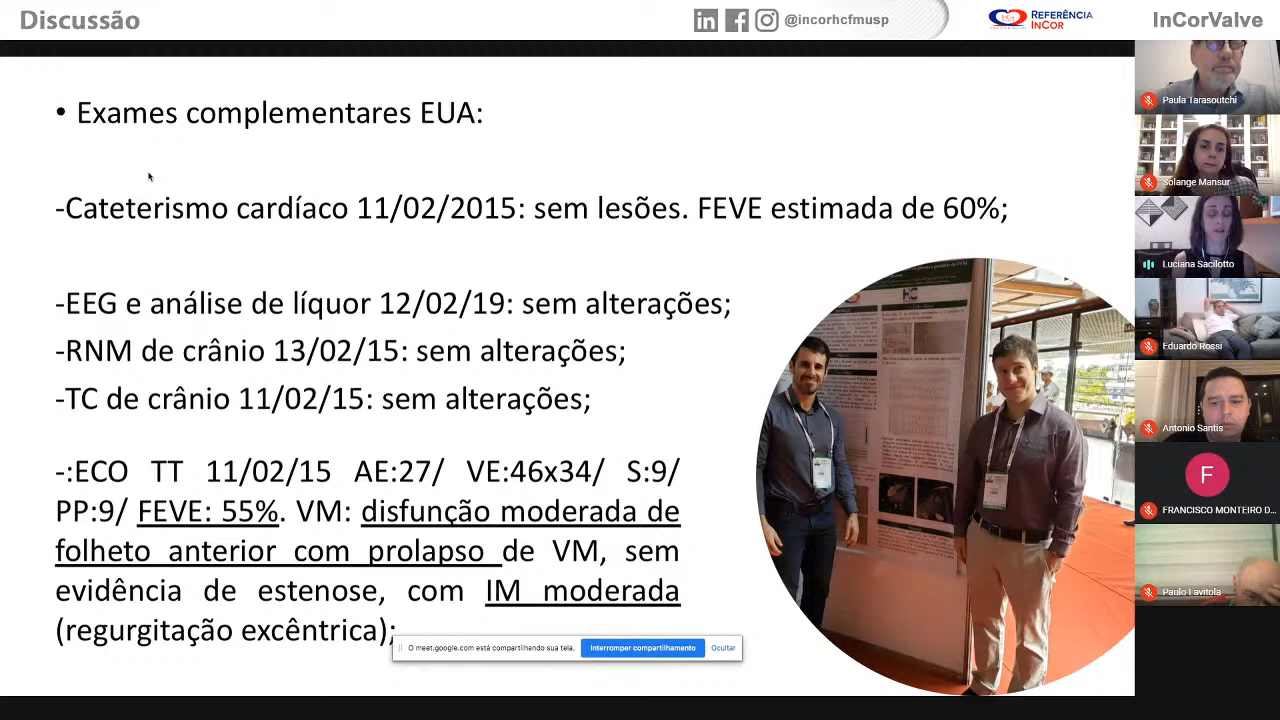 Discussão
@incorhcfmusp
REFERÊNCIA
INCOR
InCorValve
• Exames complementares EUA:
-Cateterismo cardíaco 11/02/2015: sem lesões. FEVE estimada de 60%;
-EEG e análise de líquor 12/02/19: sem alterações;
-RNM de crânio 13/02/15: sem alterações;
-TC de crânio 11/02/15: sem alterações;
-:ECO TT 11/02/15 AE:27/ VE:46x34/ S:9/
PP:9/ FEVE: 55%. VM: disfunção moderada de
folheto anterior com prolapso de VM, sem
evidência de estenose, com IM moderada
(regurgitação excêntrica);
O meet.google.com está compartilhando sua tela.
Interromper compartilhamento
Ocultar
Paula Tarasoutchi
Solange Mansur
Luciana Sacilotto
Eduardo Rossi
Antonio Santis
F
FRANCISCO MONTEIRO D...
Paulo Lavitola
HC